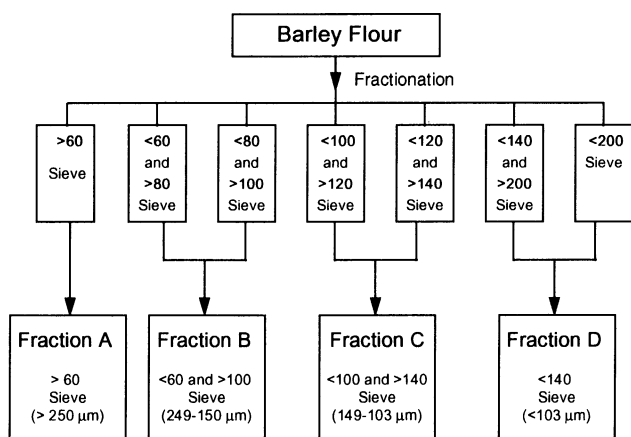 Barley Flour
Fractionation
>60
Sieve
<60
and
>80
Sieve
<80
and
>100
Sieve
<100
and
>120
Sieve
<120
and
>140
Sieve
<140
and
>200
Sieve
<200
Sieve
Fraction A
> 60
Sieve
(> 250 µm)
Fraction B
<60 and >100
Sieve
(249-150 µm)
Fraction C
<100 and >140
Sieve
(149-103 µm)
Fraction D
<140
Sieve
(<103 µm)